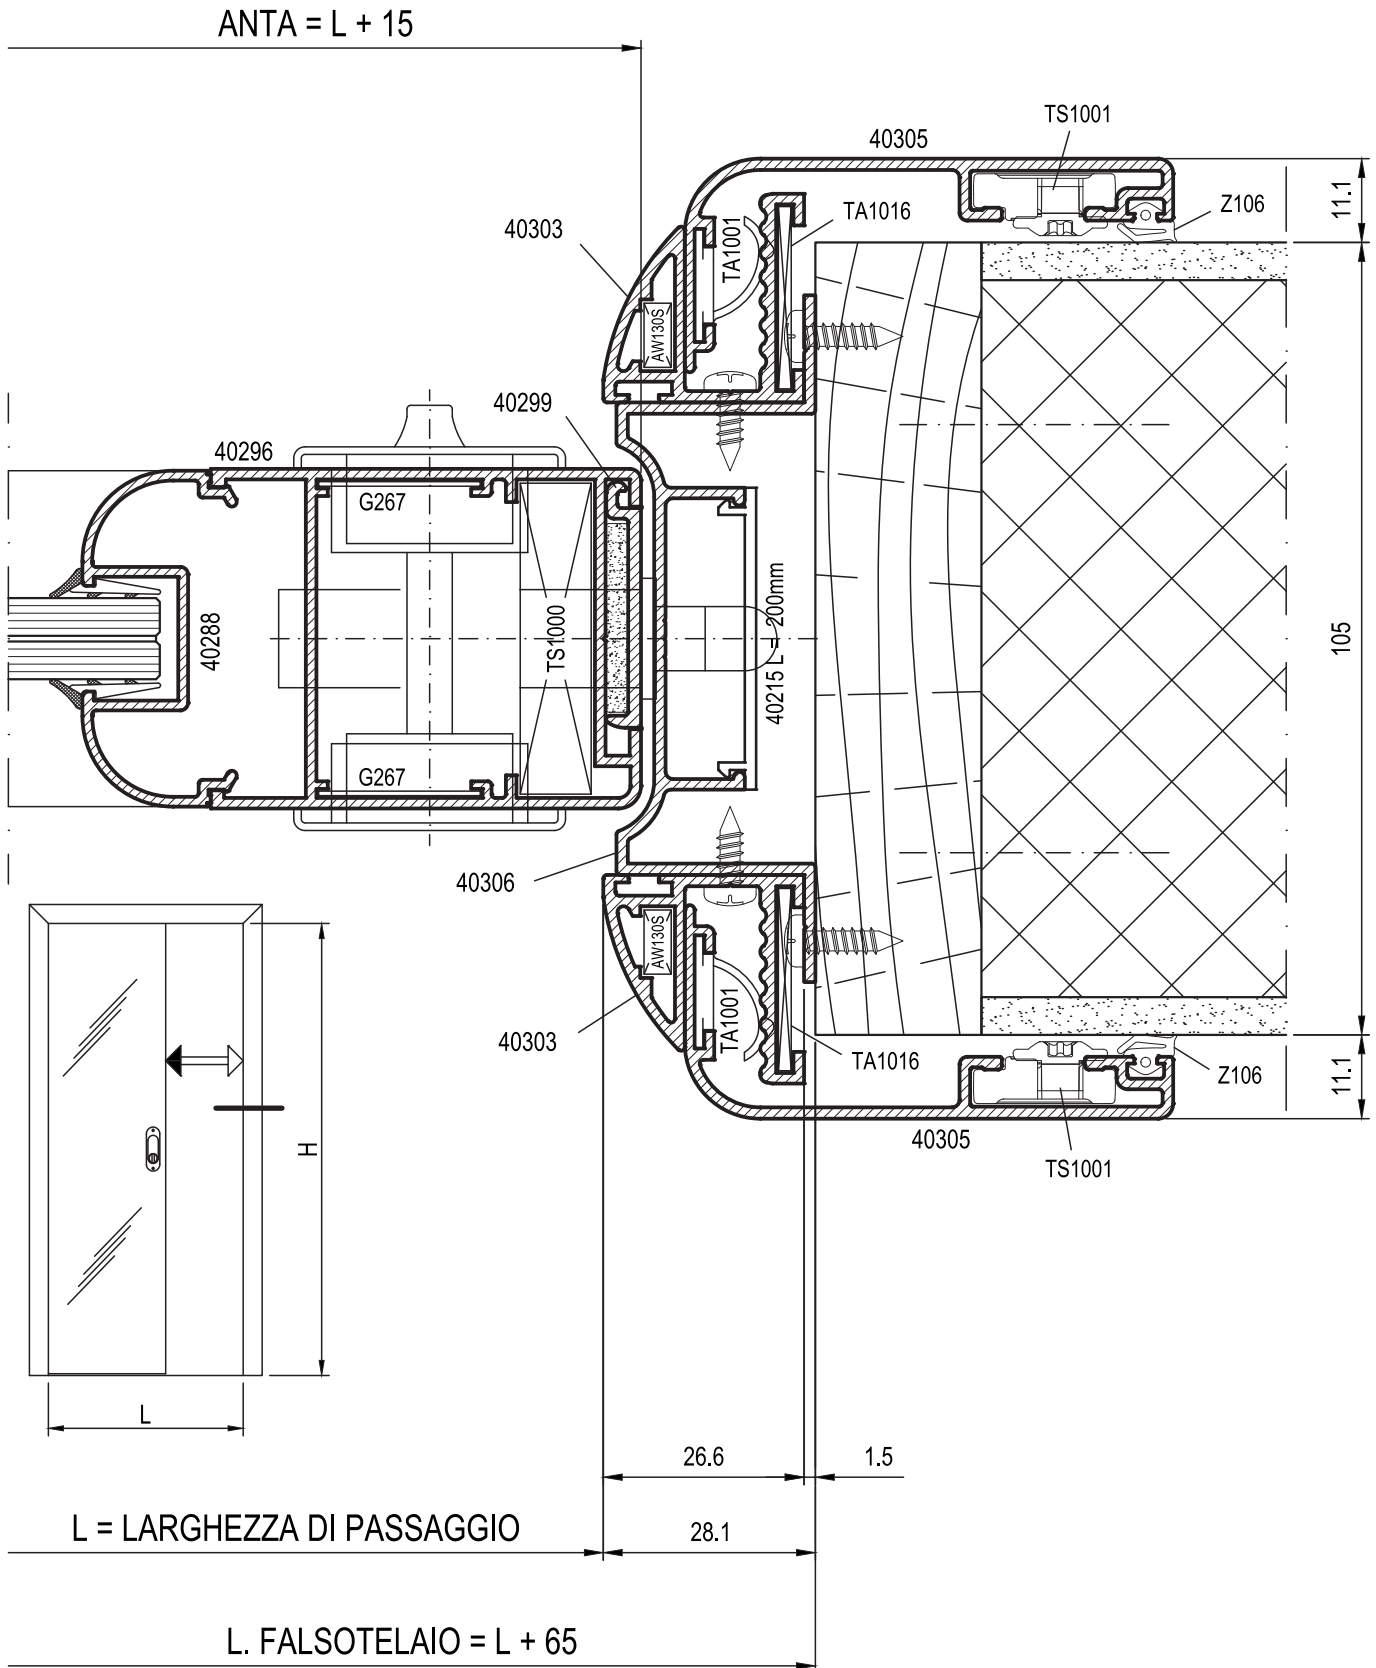 ANTA = L + 15
TS1001
40305
Z106
11.1
TA1016
40303
TA1001
AW130S
40299
40296
G267
40288
TS1000
40215 L = 200mm
105
G267
40306
AW130S
TA1001
40303
TA1016
Z106
11.1
40305
TS1001
H
L
26.6
1.5
L = LARGHEZZA DI PASSAGGIO
28.1
L. FALSOTELAIO = L + 65